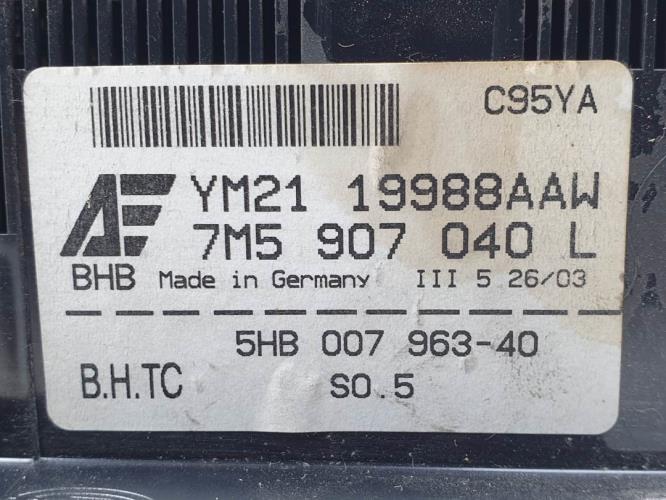 C95YA
AF YM21 19988AAW
7M5 907 040 L
BHB Made in Germany III 5 26/03
5HB 007 963-40
B.H.TC S0.5